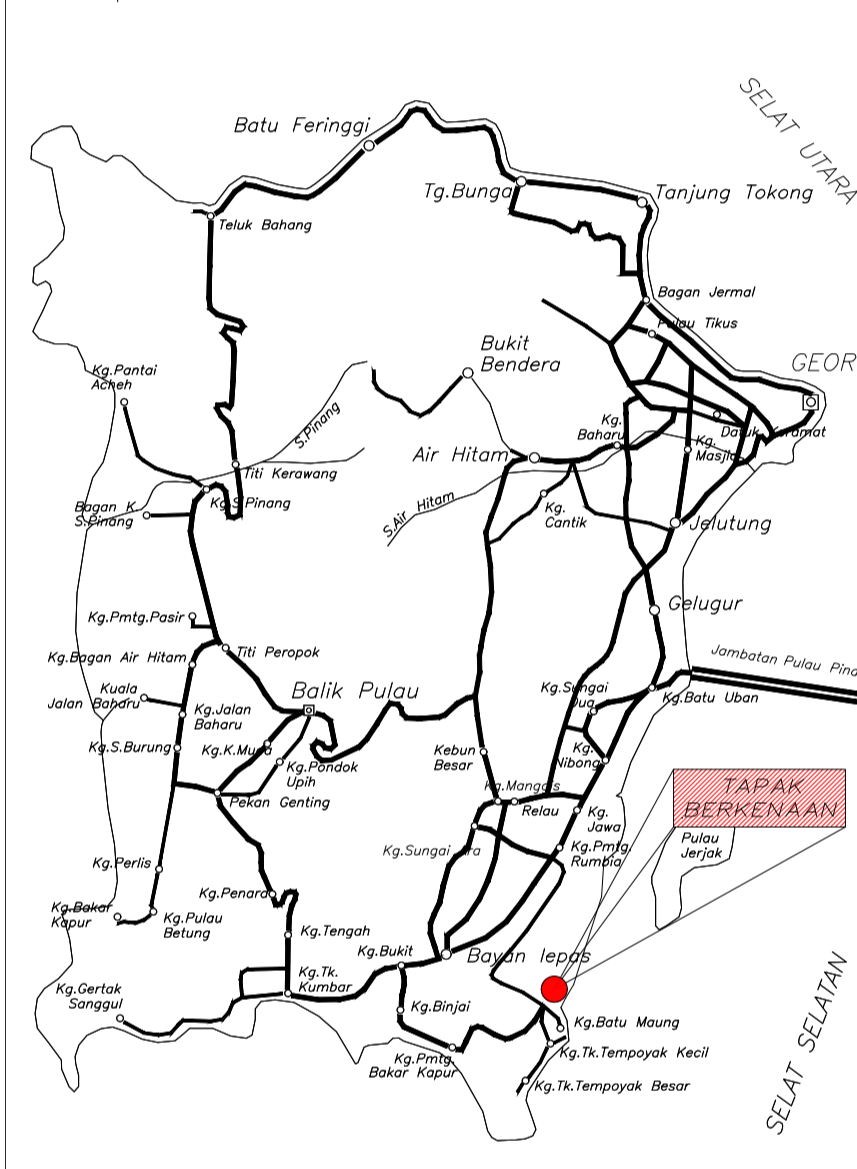 SELAT UTARA
Batu Feringgi
Tg.Bunga
Tanjung Tokong
Teluk Bahang
Bagan Jermal
Pulau Tikus
Bukit
Bendera
GEOR
Kg.Pantai
Acheh
S.Pinang
Kg.
Baharu
Datuk Keramat
Kg.
Masjid
Air Hitam
Titi Kerawang
Kg.S.Pinang
Bagan K.
S.Pinang
S.Air Hitam
Kg.
Cantik
Jelutung
Gelugur
Kg.Pmtg.Pasir
Titi Peropok
Kg.Bagan Air Hitam
Jambatan Pulau Pina
Kuala
Jalan Baharu
Balik Pulau
Kg.Sungai
Dua
Kg.Batu Uban
Kg.Jalan
Baharu
Kg.S.Burung
Kg.K.Muda
Kg.Pondok
Upih
Kebun
Besar
Kg.
Nibong
Kg.Manggis
Pekan Genting
Relau
Kg.
Jawa
TAPAK
BERKENAAN
Kg.Sungai Ara
Kg.Pmtg.
Rumbia
Pulau
Jerjak
Kg.Perlis
Kg.Penara
Kg.Bakar
Kapur
Kg.Pulau
Betung
Kg.Tengah
Kg.Bukit
Bayan lepas
Kg.Gertak
Sanggul
Kg.Tk.
Kumbar
Kg.Binjai
Kg.Batu Maung
Kg.Pmtg.
Bakar Kapur
Kg.Tk.Tempoyak Kecil
Kg.Tk.Tempoyak Besar
SELAT SELATAN